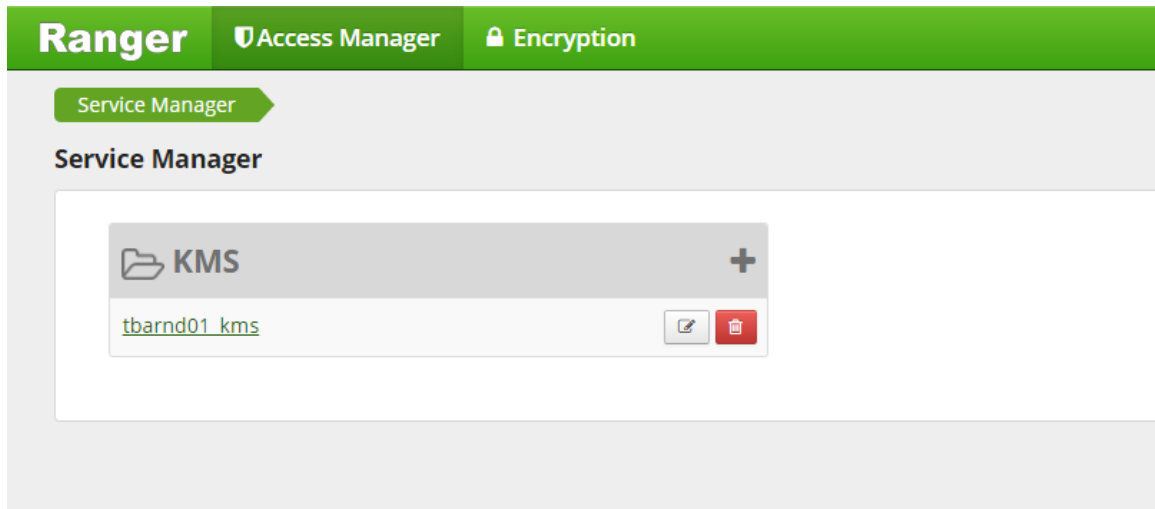 Ranger Access Manager Encryption
Service Manager
Service Manager
KMS
tbarnd01_kms